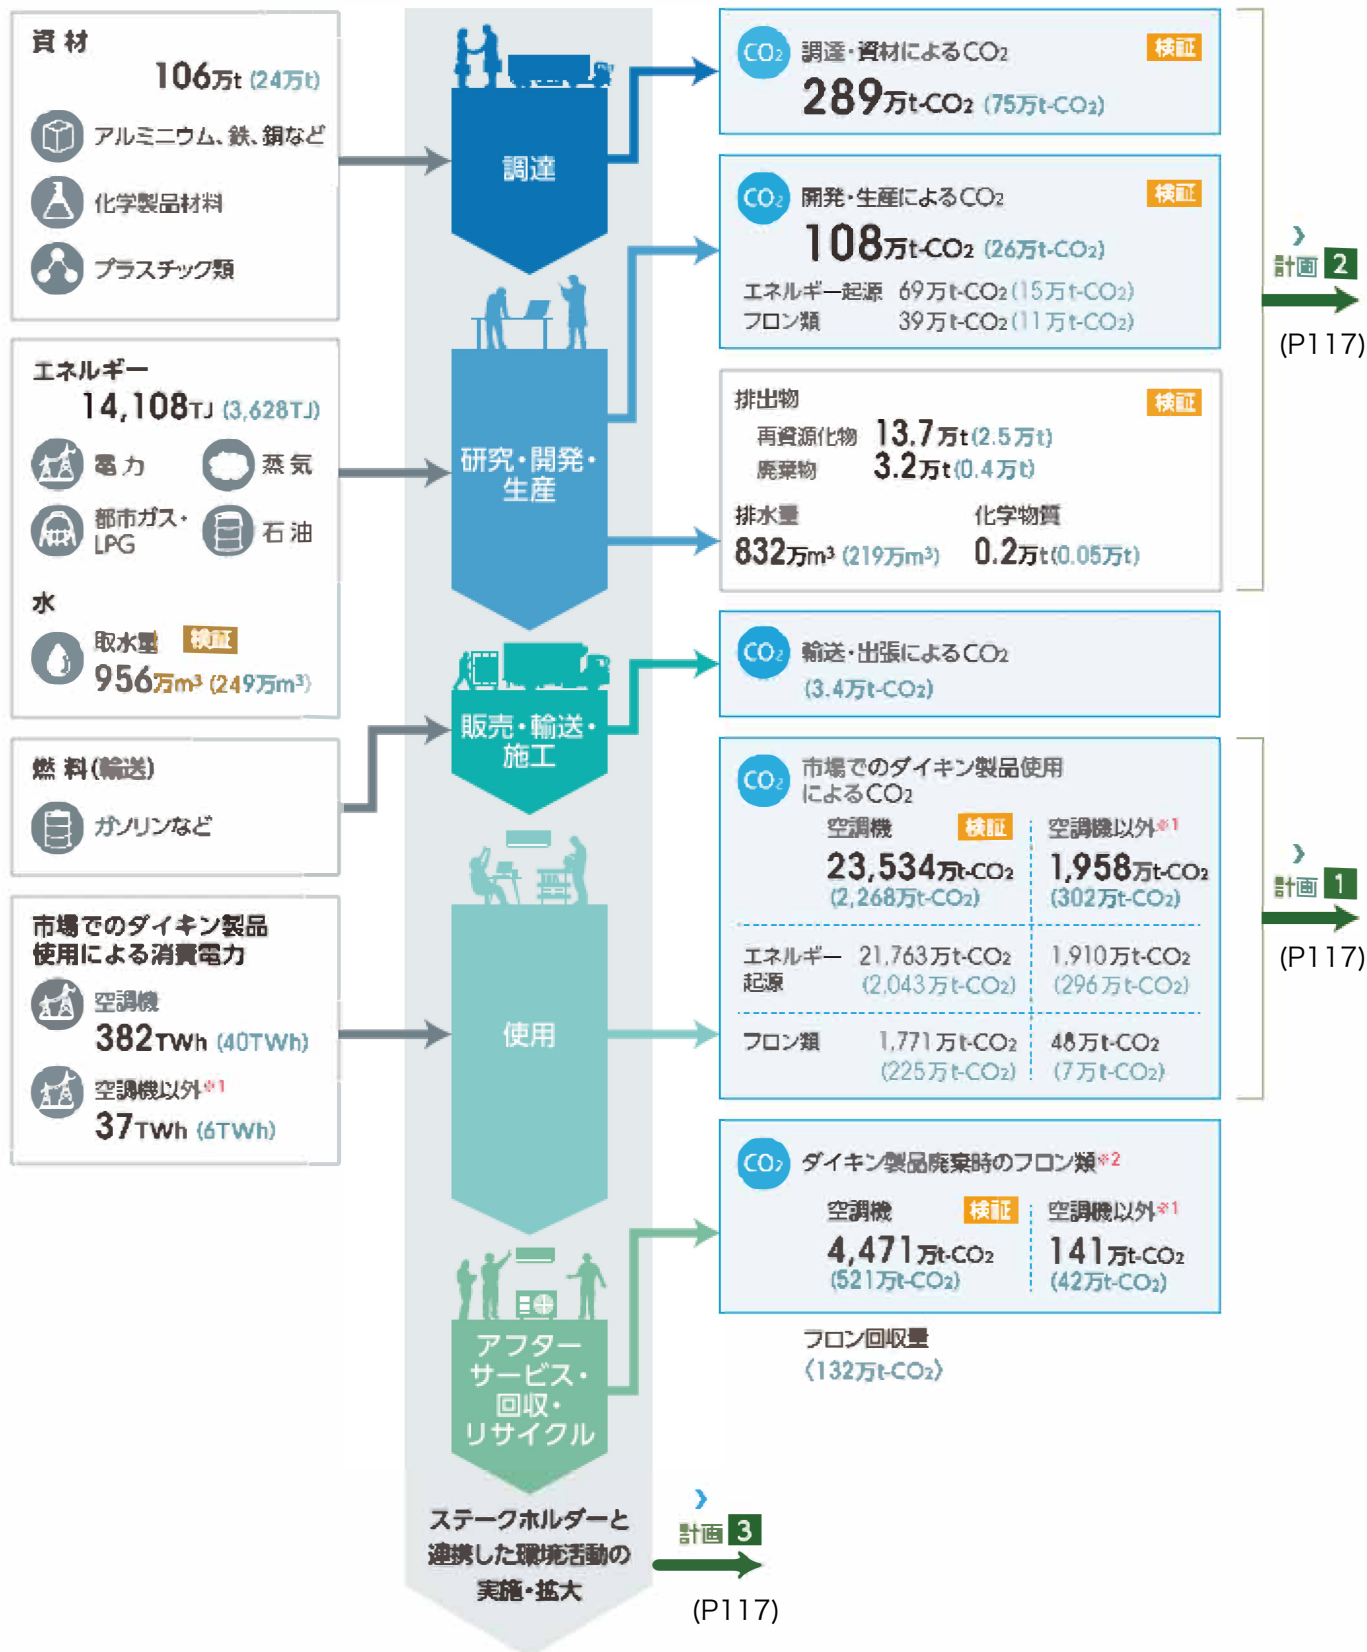 資材
106万t (24万t)
アルミニウム、鉄、銅など
化学製品材料
プラスチック類
エネルギー
14,108TJ (3,628TJ)
電力
蒸気
都市ガス・
LPG
石油
水
取水量 検証
956万m³ (249万m³)
燃料(輸送)
ガソリンなど
市場でのダイキン製品
使用による消費電力
空調機
382TWh (40TWh)
空調機以外※1
37TWh (6TWh)
調達
研究・開発・
生産
販売・輸送・
施工
使用
アフター
サービス・
回収・
リサイクル
ステークホルダーと
連携した環境活動の
実施・拡大
CO₂ 調達・資材によるCO₂ 検証
289万t-CO₂ (75万t-CO₂)
CO₂ 開発・生産によるCO₂ 検証
108万t-CO₂ (26万t-CO₂)
エネルギー起源 69万t-CO₂(15万t-CO₂)
フロン類 39万t-CO₂(11万t-CO₂)
排出物 検証
再資源化物 13.7万t(2.5万t)
廃棄物 3.2万t(0.4万t)
排水量 化学物質
832万m³ (219万m³) 0.2万t(0.05万t)
CO₂ 輸送・出張によるCO₂
(3.4万t-CO₂)
CO₂ 市場でのダイキン製品使用
によるCO₂
空調機 検証 空調機以外※1
23,534万t-CO₂ 1,958万t-CO₂
(2,268万t-CO₂) (302万t-CO₂)
エネルギー 21,763万t-CO₂ 1,910万t-CO₂
起源 (2,043万t-CO₂) (296万t-CO₂)
フロン類 1,771万t-CO₂ 48万t-CO₂
(225万t-CO₂) (7万t-CO₂)
CO₂ ダイキン製品廃棄時のフロン類※2
空調機 検証 空調機以外※1
4,471万t-CO₂ 141万t-CO₂
(521万t-CO₂) (42万t-CO₂)
フロン回収量
〈132万t-CO₂〉
計画 2
(P117)
計画 1
(P117)
計画 3
(P117)